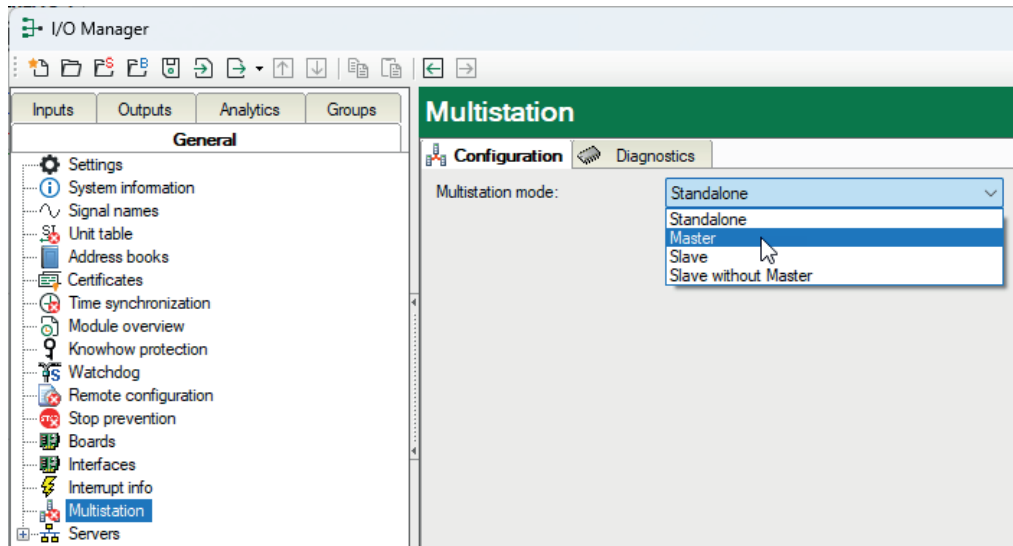 I/O Manager
Inputs Outputs Analytics Groups
General
Settings
System information
Signal names
Unit table
Address books
Certificates
Time synchronization
Module overview
Knowhow protection
Watchdog
Remote configuration
Stop prevention
Boards
Interfaces
Interrupt info
Multistation
Servers
Multistation
Configuration Diagnostics
Multistation mode: Standalone
Standalone
Master
Slave
Slave without Master